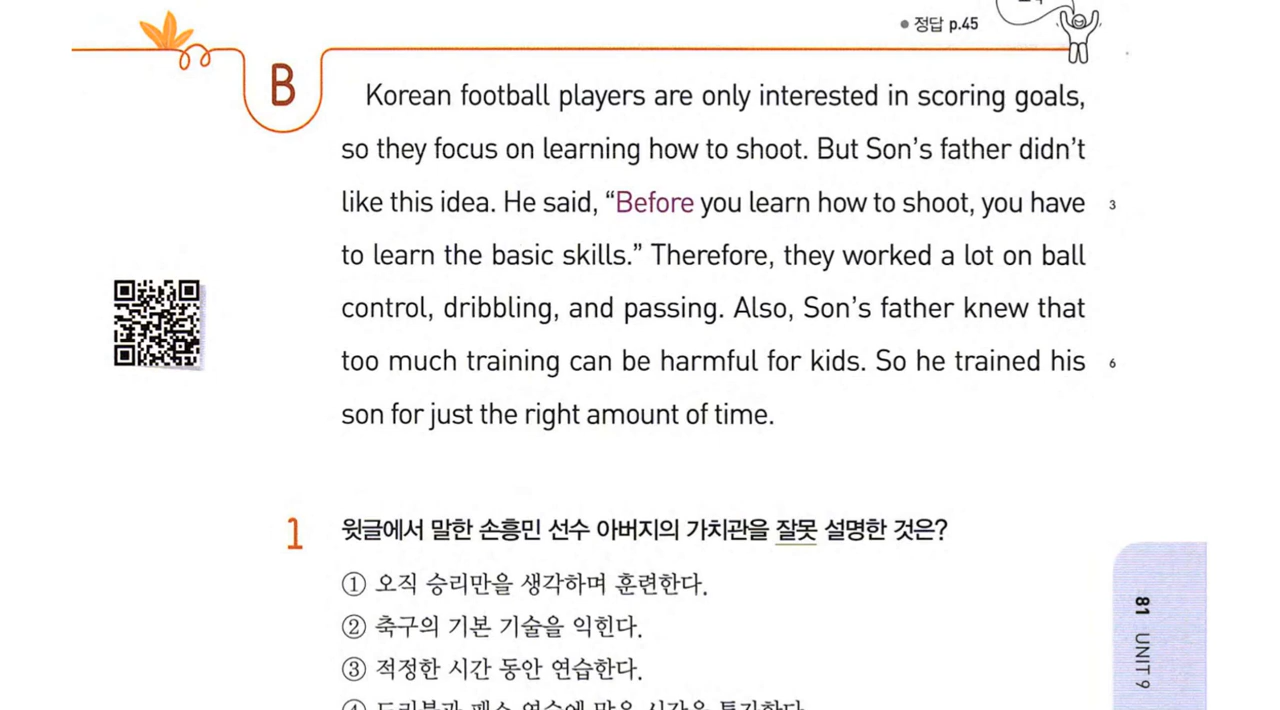 ● 정답 p.45
B
Korean football players are only interested in scoring goals,
so they focus on learning how to shoot. But Son's father didn't
like this idea. He said, “Before you learn how to shoot, you have
3
to learn the basic skills.” Therefore, they worked a lot on ball
control, dribbling, and passing. Also, Son's father knew that
too much training can be harmful for kids. So he trained his
6
son for just the right amount of time.
1 윗글에서 말한 손흥민 선수 아버지의 가치관을 잘못 설명한 것은?
① 오직 승리만을 생각하며 훈련한다.
② 축구의 기본 기술을 익힌다.
③ 적정한 시간 동안 연습한다.
81 UNIT 9